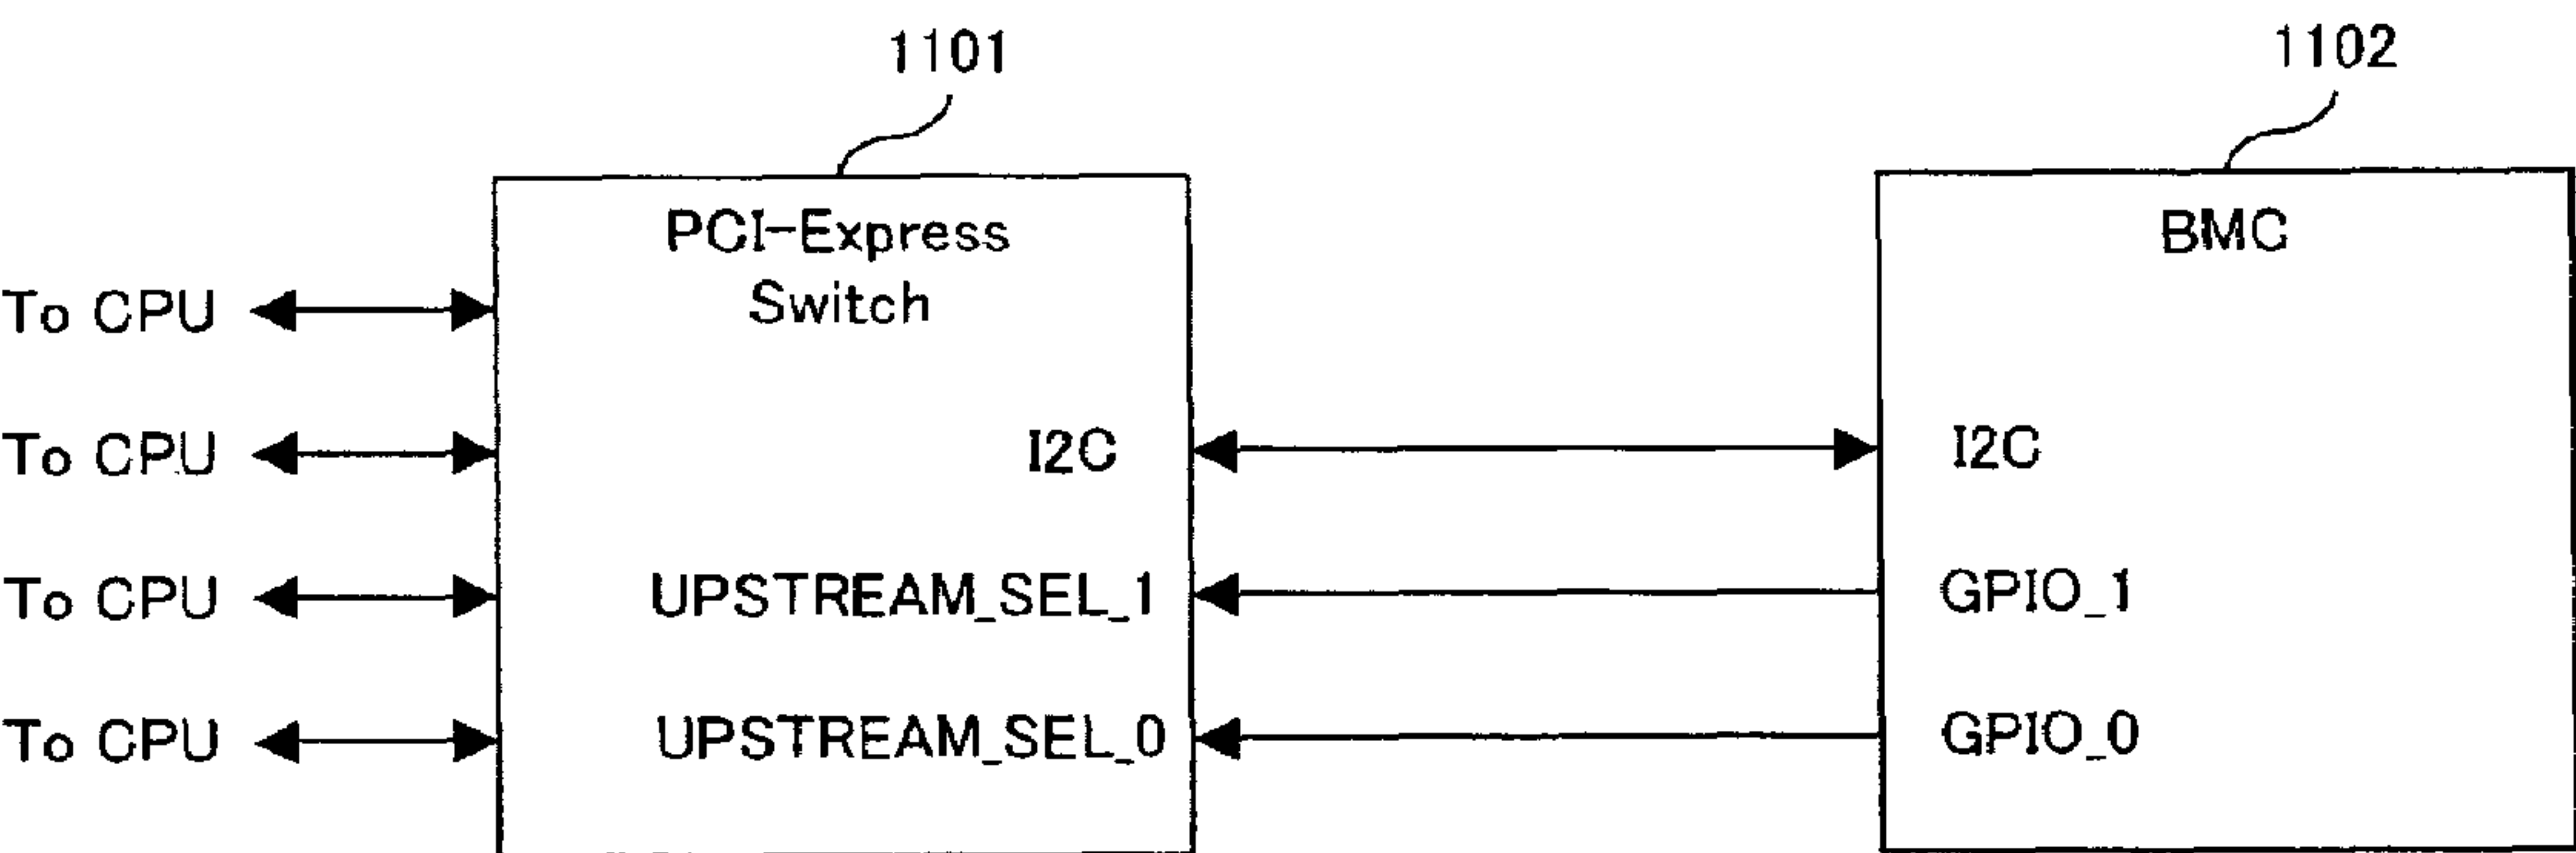 1101
1102
PCI-Express
Switch
BMC
To CPU
To CPU
I2C
I2C
To CPU
UPSTREAM_SEL_1
GPIO_1
To CPU
UPSTREAM_SEL_0
GPIO_0